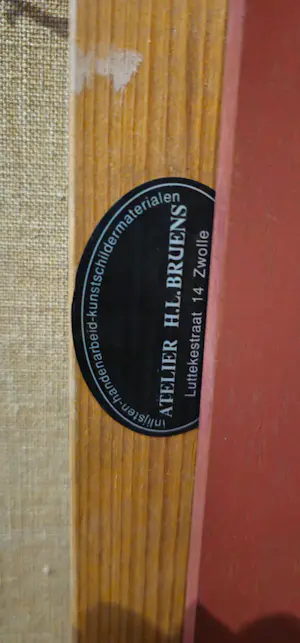 inlijsten-handenarbeid-kunstschildermaterialen
ATELIER H.L.BRUENS
Luttekestraat 14 Zwolle